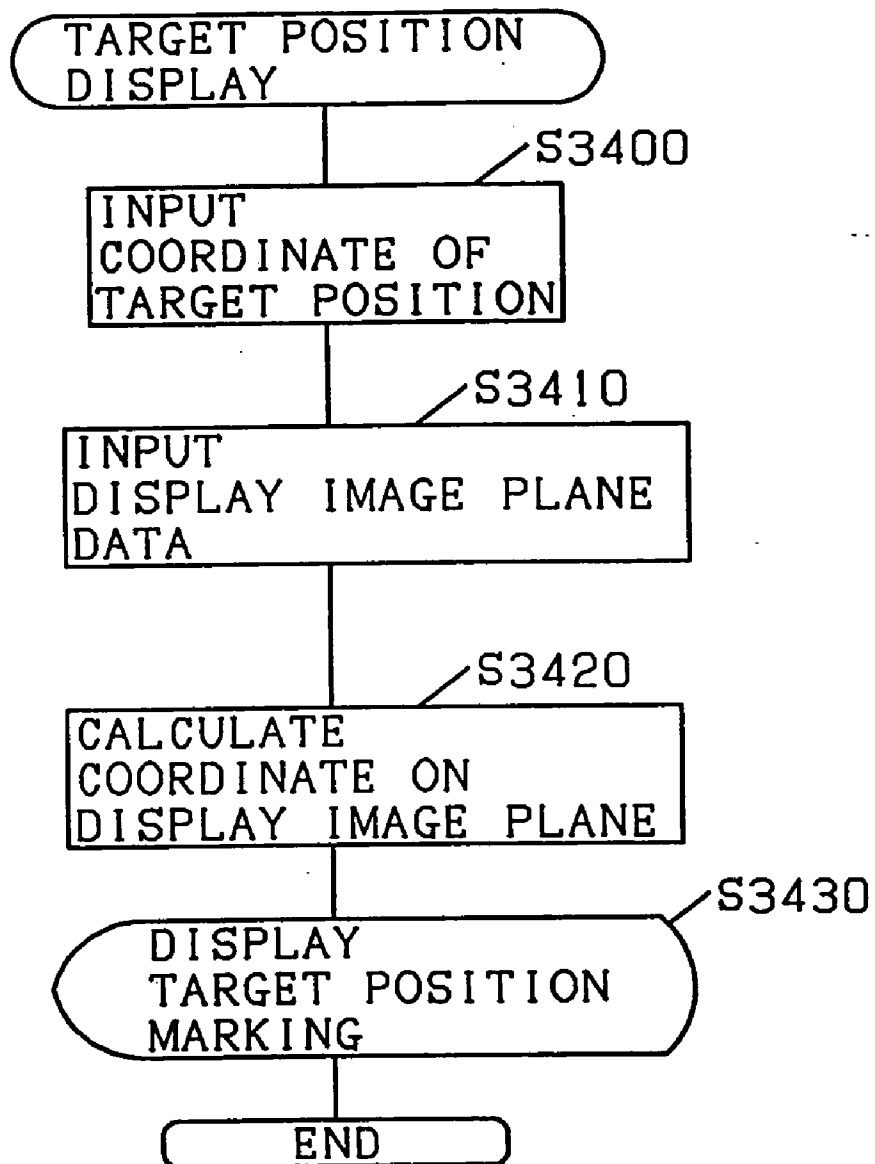 TARGET POSITION
DISPLAY
S3400
INPUT
COORDINATE OF
TARGET POSITION
S3410
INPUT
DISPLAY IMAGE PLANE
DATA
S3420
CALCULATE
COORDINATE ON
DISPLAY IMAGE PLANE
S3430
DISPLAY
TARGET POSITION
MARKING
END